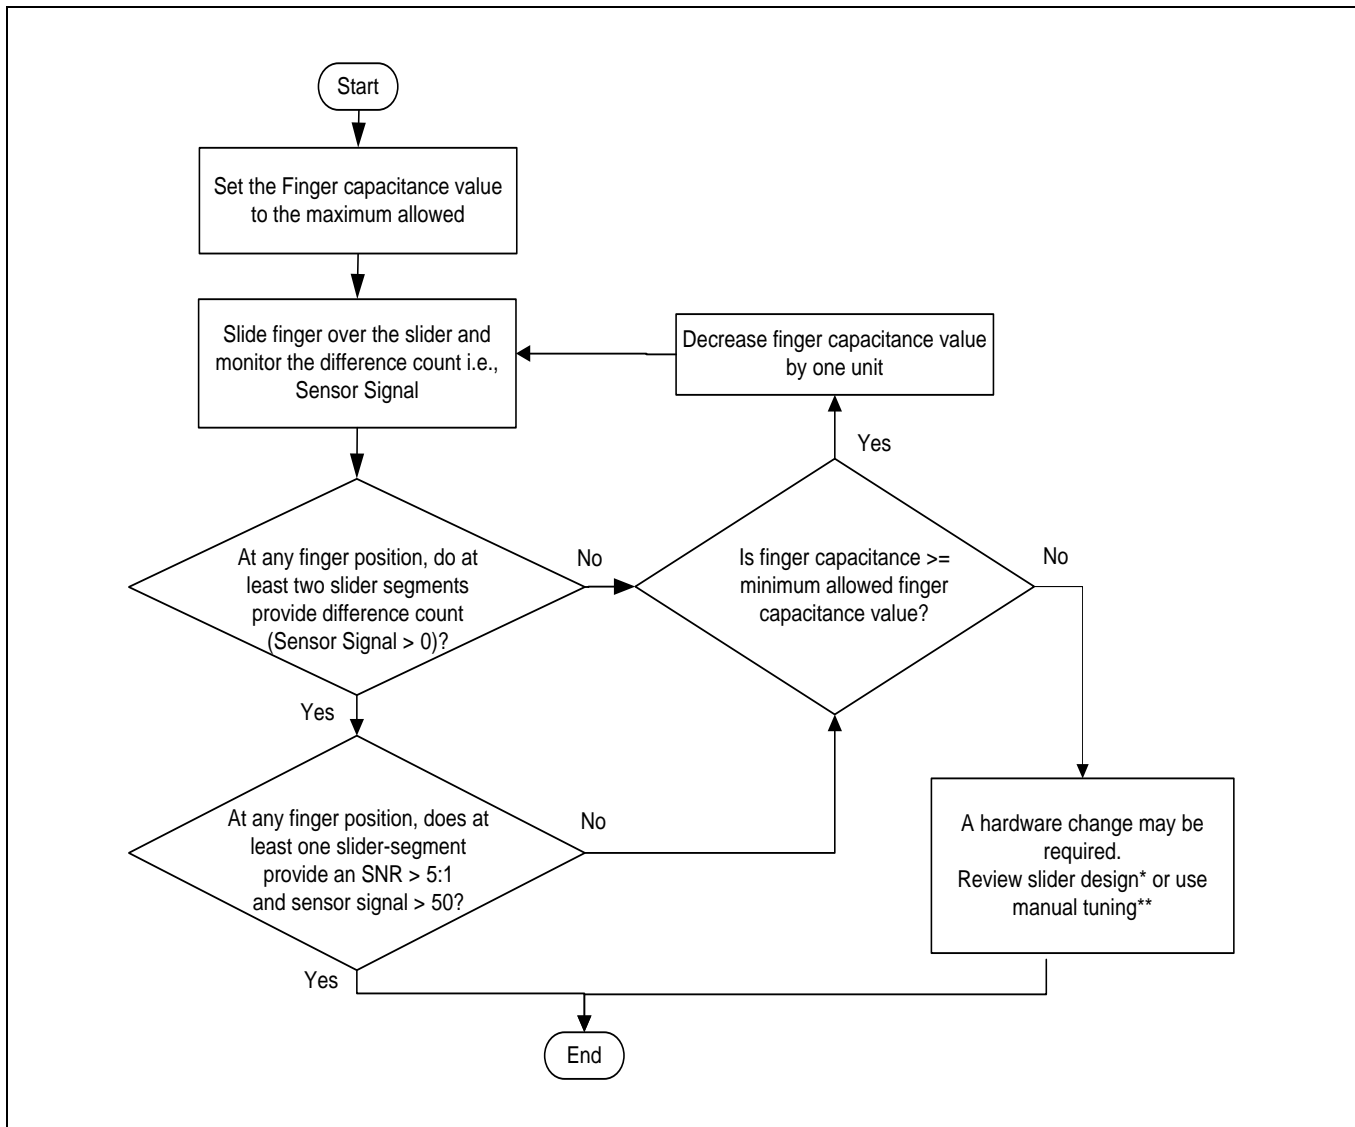 Start
Set the Finger capacitance value
to the maximum allowed
Slide finger over the slider and
monitor the difference count i.e.,
Sensor Signal
Decrease finger capacitance value
by one unit
Yes
At any finger position, do at
least two slider segments
provide difference count
(Sensor Signal > 0)?
No
Is finger capacitance >=
minimum allowed finger
capacitance value?
No
Yes
At any finger position, does at
least one slider-segment
provide an SNR > 5:1
and sensor signal > 50?
No
A hardware change may be
required.
Review slider design* or use
manual tuning**
Yes
End